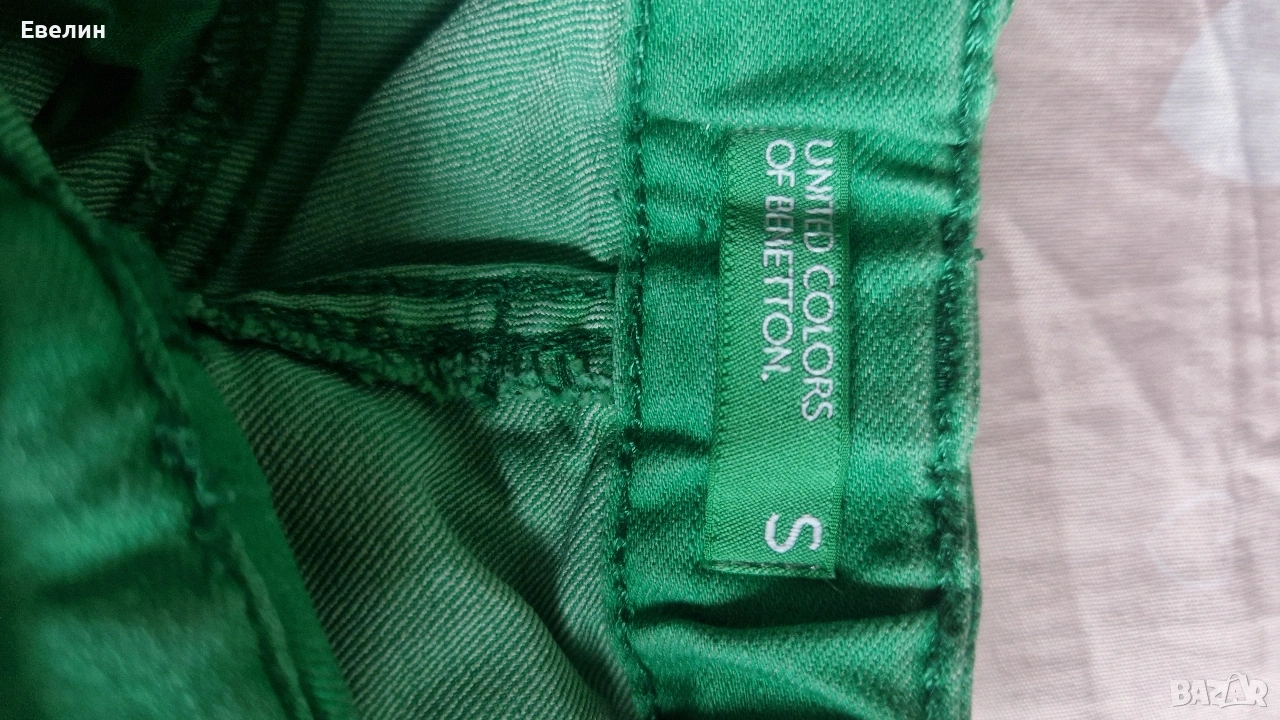 Евелин
UNITED COLORS
OF BENETTON.
S
BAZAR